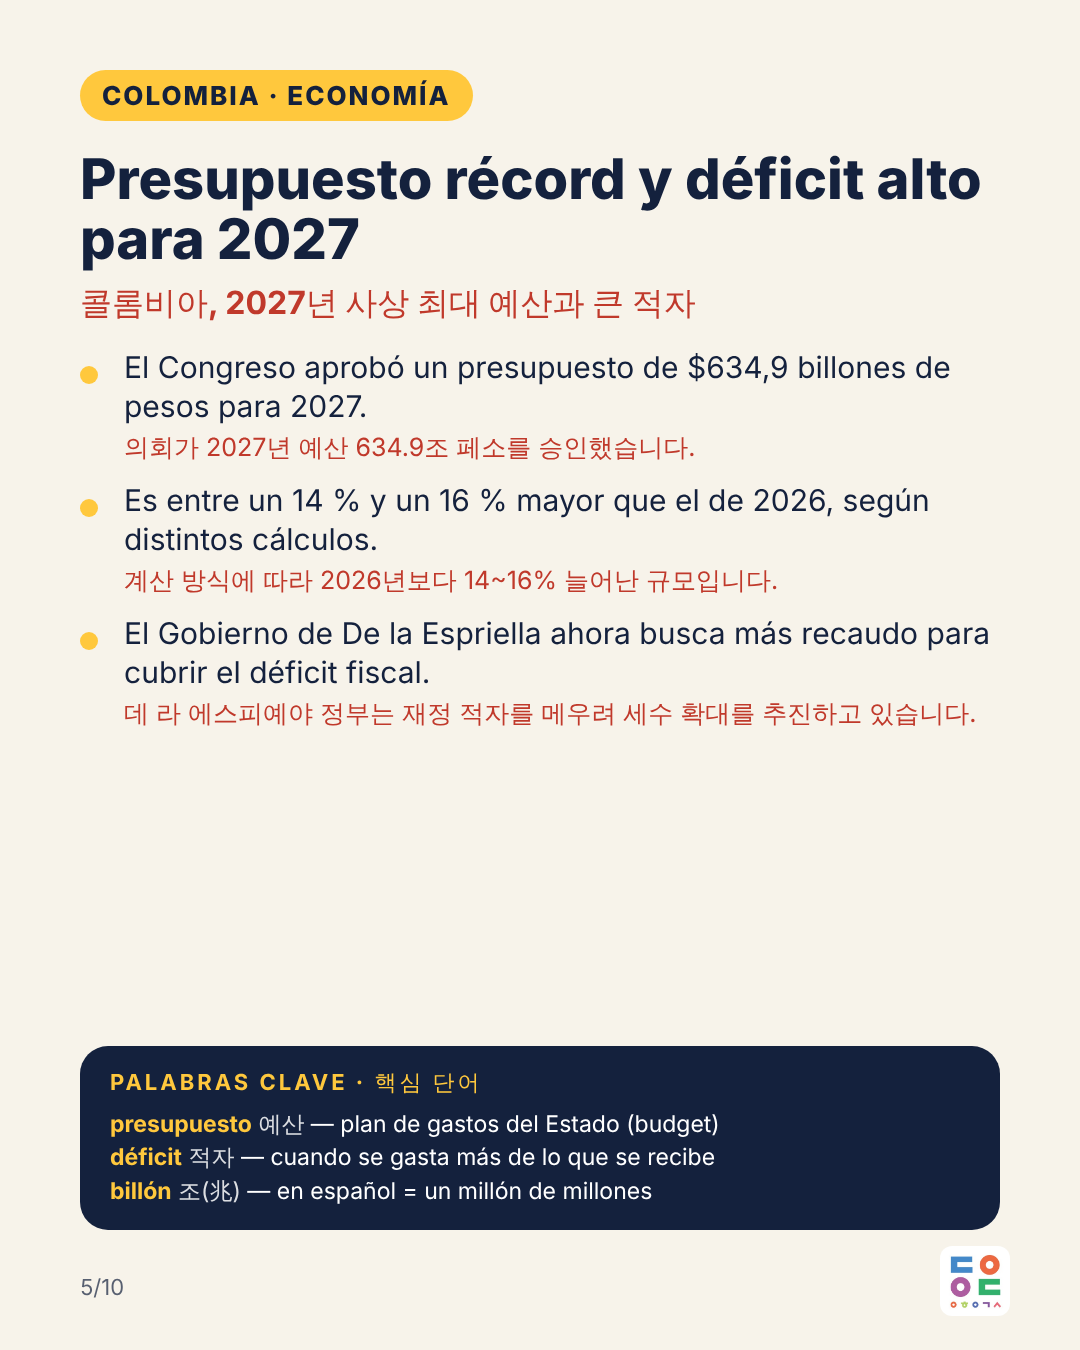 COLOMBIA · ECONOMÍA
Presupuesto récord y déficit alto
para 2027
콜롬비아, 2027년 사상 최대 예산과 큰 적자
El Congreso aprobó un presupuesto de $634,9 billones de
pesos para 2027.
의회가 2027년 예산 634.9조 페소를 승인했습니다.
Es entre un 14 % y un 16 % mayor que el de 2026, según
distintos cálculos.
계산 방식에 따라 2026년보다 14~16% 늘어난 규모입니다.
El Gobierno de De la Espriella ahora busca más recaudo para
cubrir el déficit fiscal.
데 라 에스피예야 정부는 재정 적자를 메우려 세수 확대를 추진하고 있습니다.
PALABRAS CLAVE · 핵심 단어
presupuesto 예산 — plan de gastos del Estado (budget)
déficit 적자 — cuando se gasta más de lo que se recibe
billón 조(兆) — en español = un millón de millones
5/10